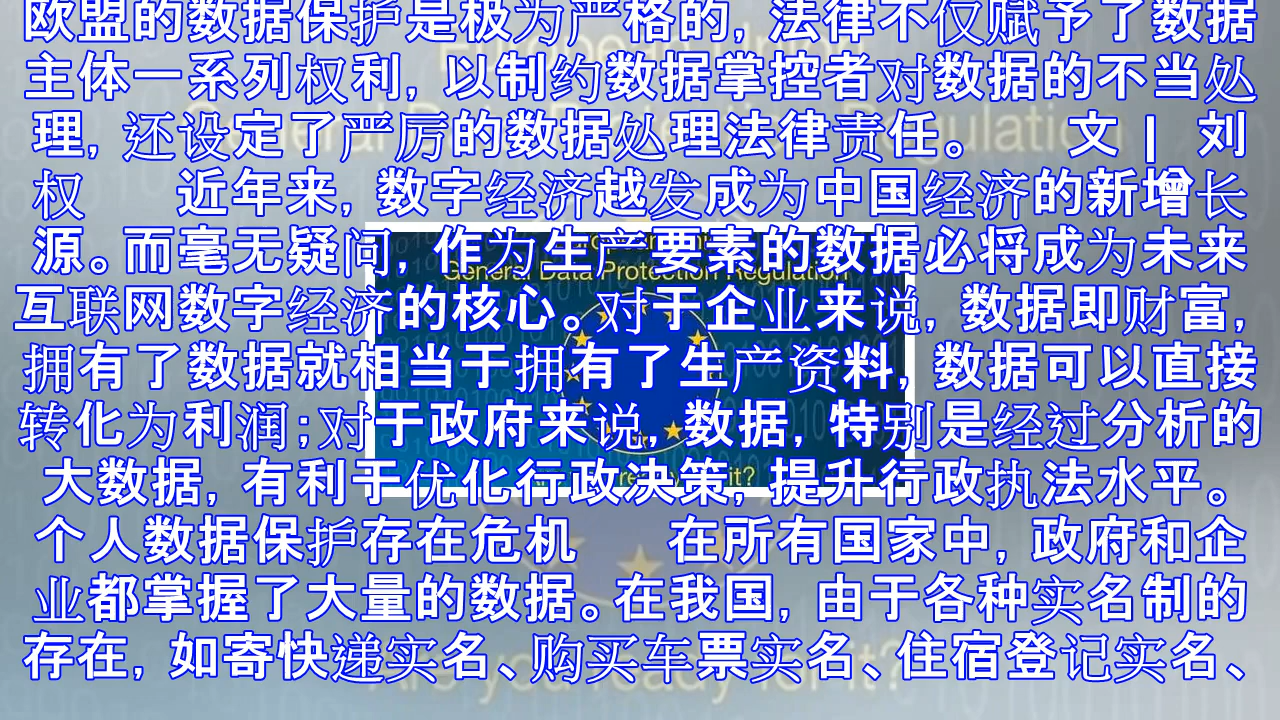 欧盟的数据保护是极为严格的,法律不仅赋予了数据
主体一系列权利,以制约数据掌控者对数据的不当处
理,还设定了严厉的数据处理法律责任。 文 | 刘
权 近年来,数字经济越发成为中国经济的新增长
源。而毫无疑问,作为生产要素的数据必将成为未来
互联网数字经济的核心。对于企业来说,数据即财富,
拥有了数据就相当于拥有了生产资料,数据可以直接
转化为利润;对于政府来说,数据,特别是经过分析的
大数据,有利于优化行政决策,提升行政执法水平。
个人数据保护存在危机 在所有国家中,政府和企
业都掌握了大量的数据。在我国,由于各种实名制的
存在,如寄快递实名、购买车票实名、住宿登记实名、
General Data Protection Regulation
Are you ready for it?